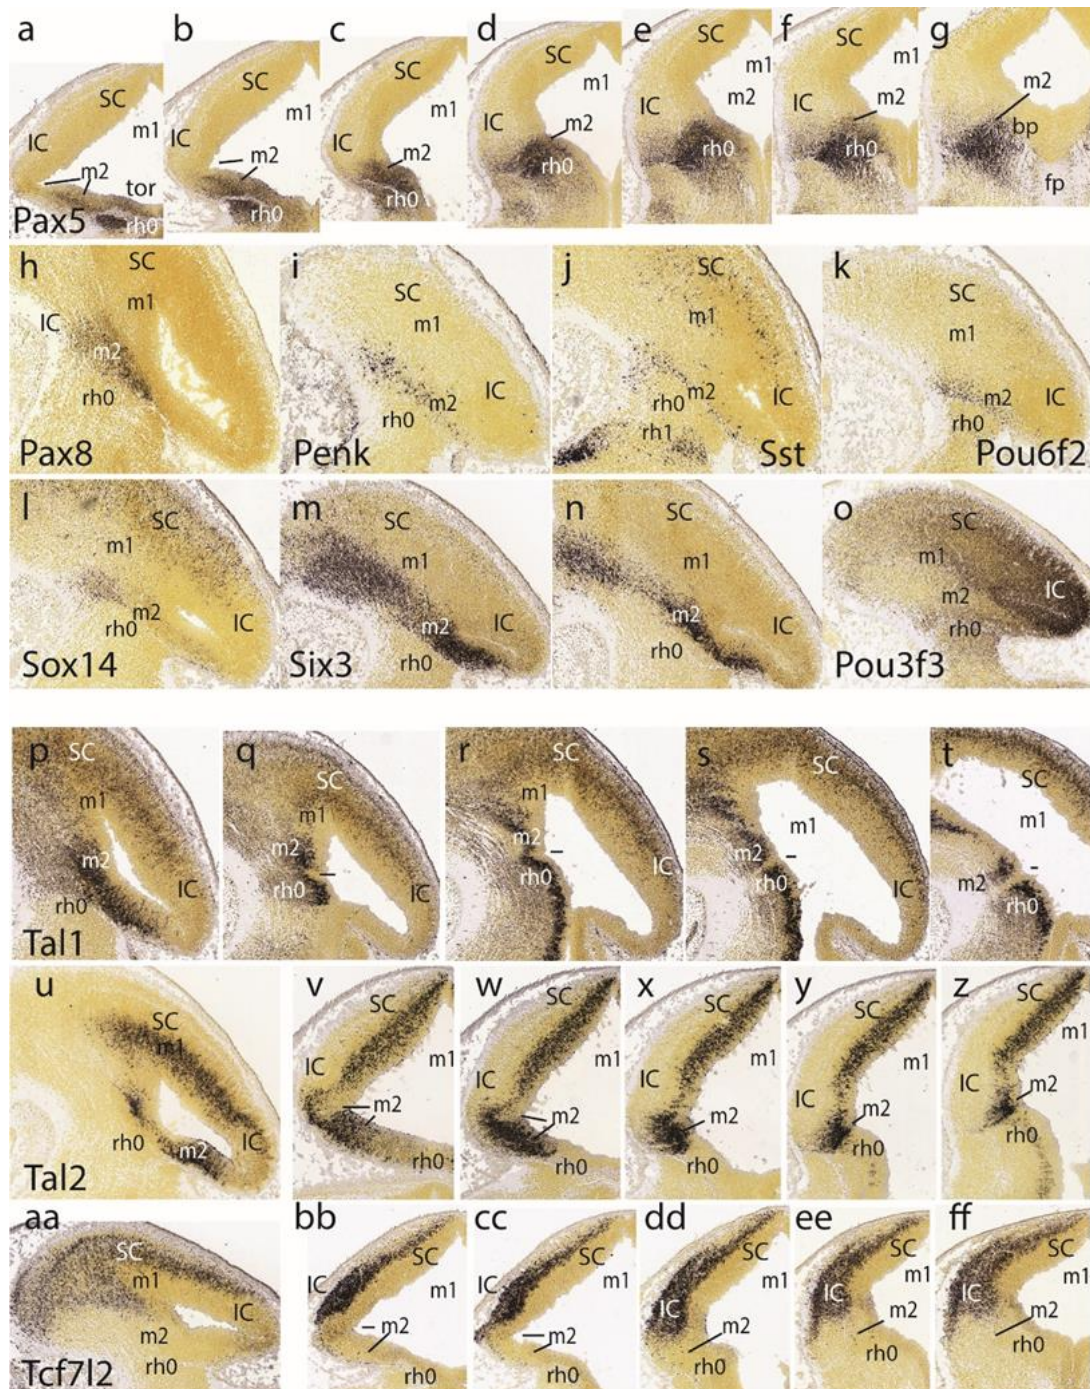 a b c d e f g
SC SC SC SC SC SC
m1 m1 m1 m1 m1
m2 m2 m2
IC IC IC IC IC IC bp
m2 m2 m2 m2
tor rh0 rh0 rh0 rh0 fp
Pax5 rh0 rh0
h i j k
SC SC SC SC
m1 m1 m1 m1
IC
m2 m2 m2 m2
rh0 IC rh0 IC rh0 IC
rh1
Pax8 Penk Sst Pou6f2
l m n o
SC SC SC
m1 m1 m1 m1
m2 m2 m2 m2 IC
rh0 IC rh0 IC rh0 IC rh0
Sox14 Six3 Pou3f3
p q r s t
SC SC SC SC SC
m1 m1 m1 m1 m1
m2 m2 m2 m2
rh0 IC rh0 IC rh0 IC rh0 IC m2 rh0
Tal1
u v w x y z
SC SC SC SC SC SC
m1 m1 m1 m1 m1 m1
IC IC IC IC IC
rh0 m2 m2 m2 m2 m2
m2 IC rh0 rh0 rh0 rh0 rh0
Tal2
aa bb cc dd ee ff
SC SC SC SC SC SC
m1 IC IC m1 m1 m1 m1 m1
IC IC IC IC
m2 m2 m2 m2 m2 m2
rh0 rh0 rh0 rh0 rh0 rh0
Tcf7l2